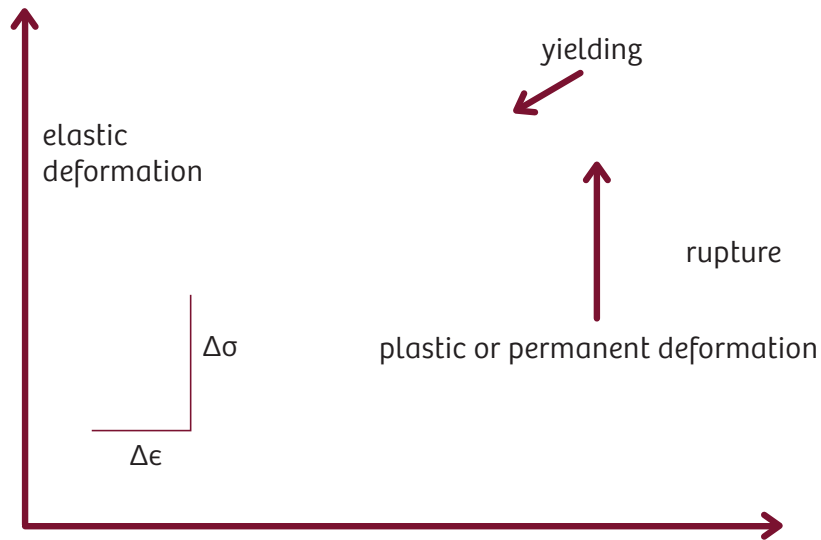 yielding
elastic
deformation
rupture
Δσ
plastic or permanent deformation
Δϵ